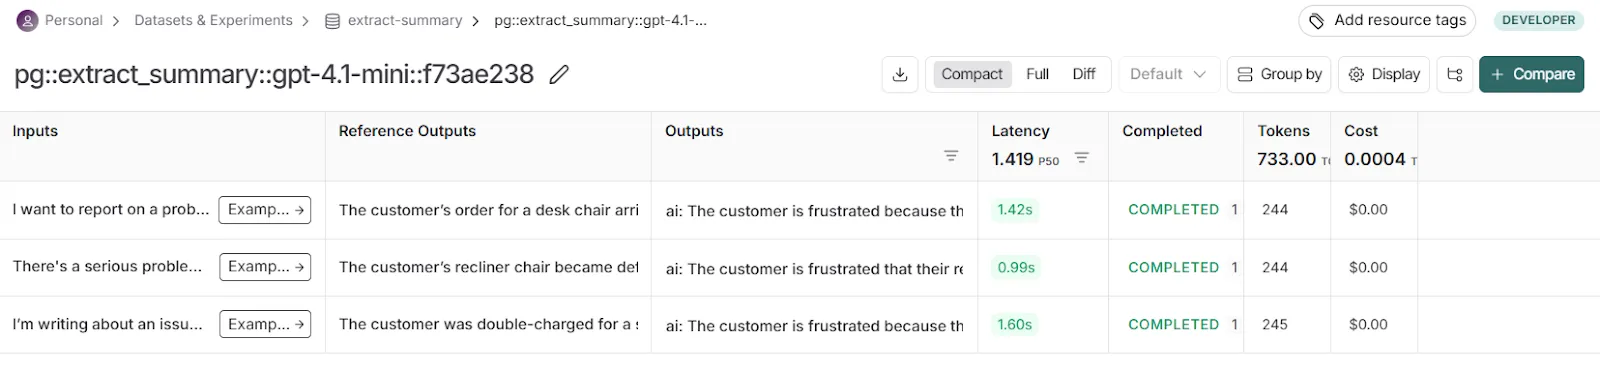 Personal > Datasets & Experiments > extract-summary > pg::extract_summary::gpt-4.1-... Add resource tags DEVELOPER
pg::extract_summary::gpt-4.1-mini::f73ae238 Compact Full Diff Default Group by Display + Compare
Inputs Reference Outputs Outputs Latency Completed Tokens Cost
1.419 P50 733.00 0.0004
I want to report on a prob... Examp... → The customer’s order for a desk chair arri ai: The customer is frustrated because th 1.42s COMPLETED 1 244 $0.00
There's a serious proble... Examp... → The customer’s recliner chair became def ai: The customer is frustrated that their re 0.99s COMPLETED 1 244 $0.00
I’m writing about an issu... Examp... → The customer was double-charged for a s ai: The customer is frustrated because th 1.60s COMPLETED 1 245 $0.00